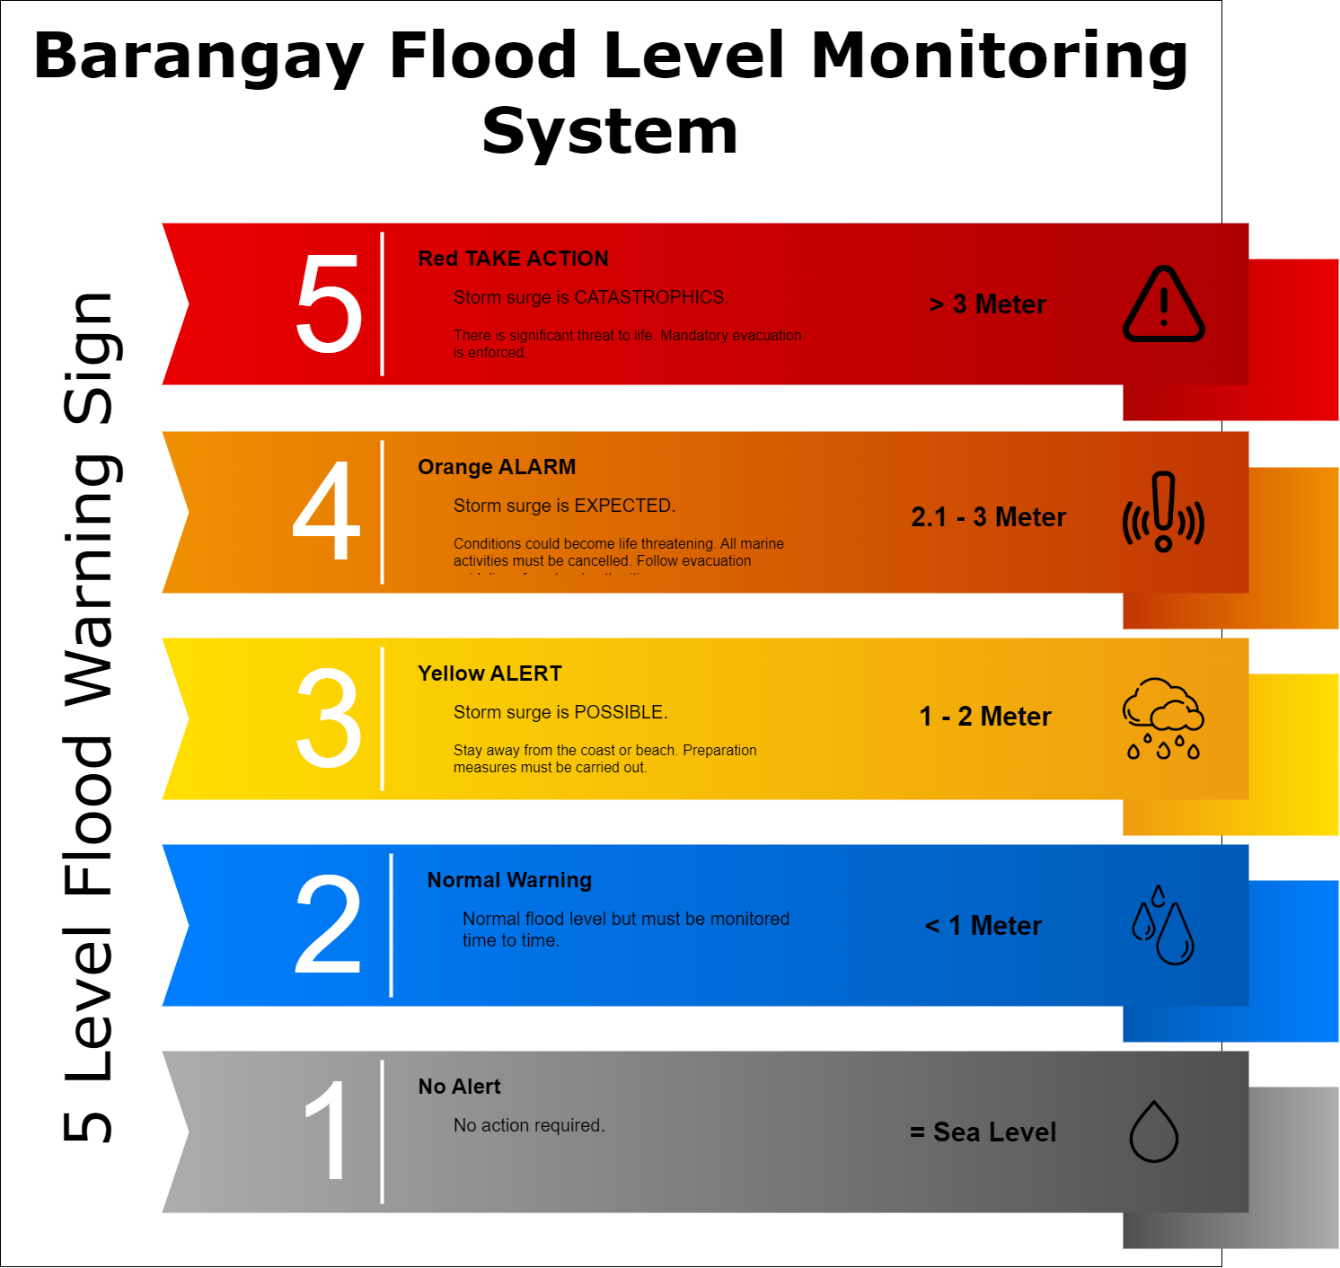 Barangay Flood Level Monitoring
System
5 Level Flood Warning Sign
5
Red TAKE ACTION
Storm surge is CATASTROPHICS.
There is significant threat to life. Mandatory evacuation
is enforced.
> 3 Meter
4
Orange ALARM
Storm surge is EXPECTED.
Conditions could become life threatening. All marine
activities must be cancelled. Follow evacuation
2.1 - 3 Meter
3
Yellow ALERT
Storm surge is POSSIBLE.
Stay away from the coast or beach. Preparation
measures must be carried out.
1 - 2 Meter
2
Normal Warning
Normal flood level but must be monitored
time to time.
< 1 Meter
1
No Alert
No action required.
= Sea Level